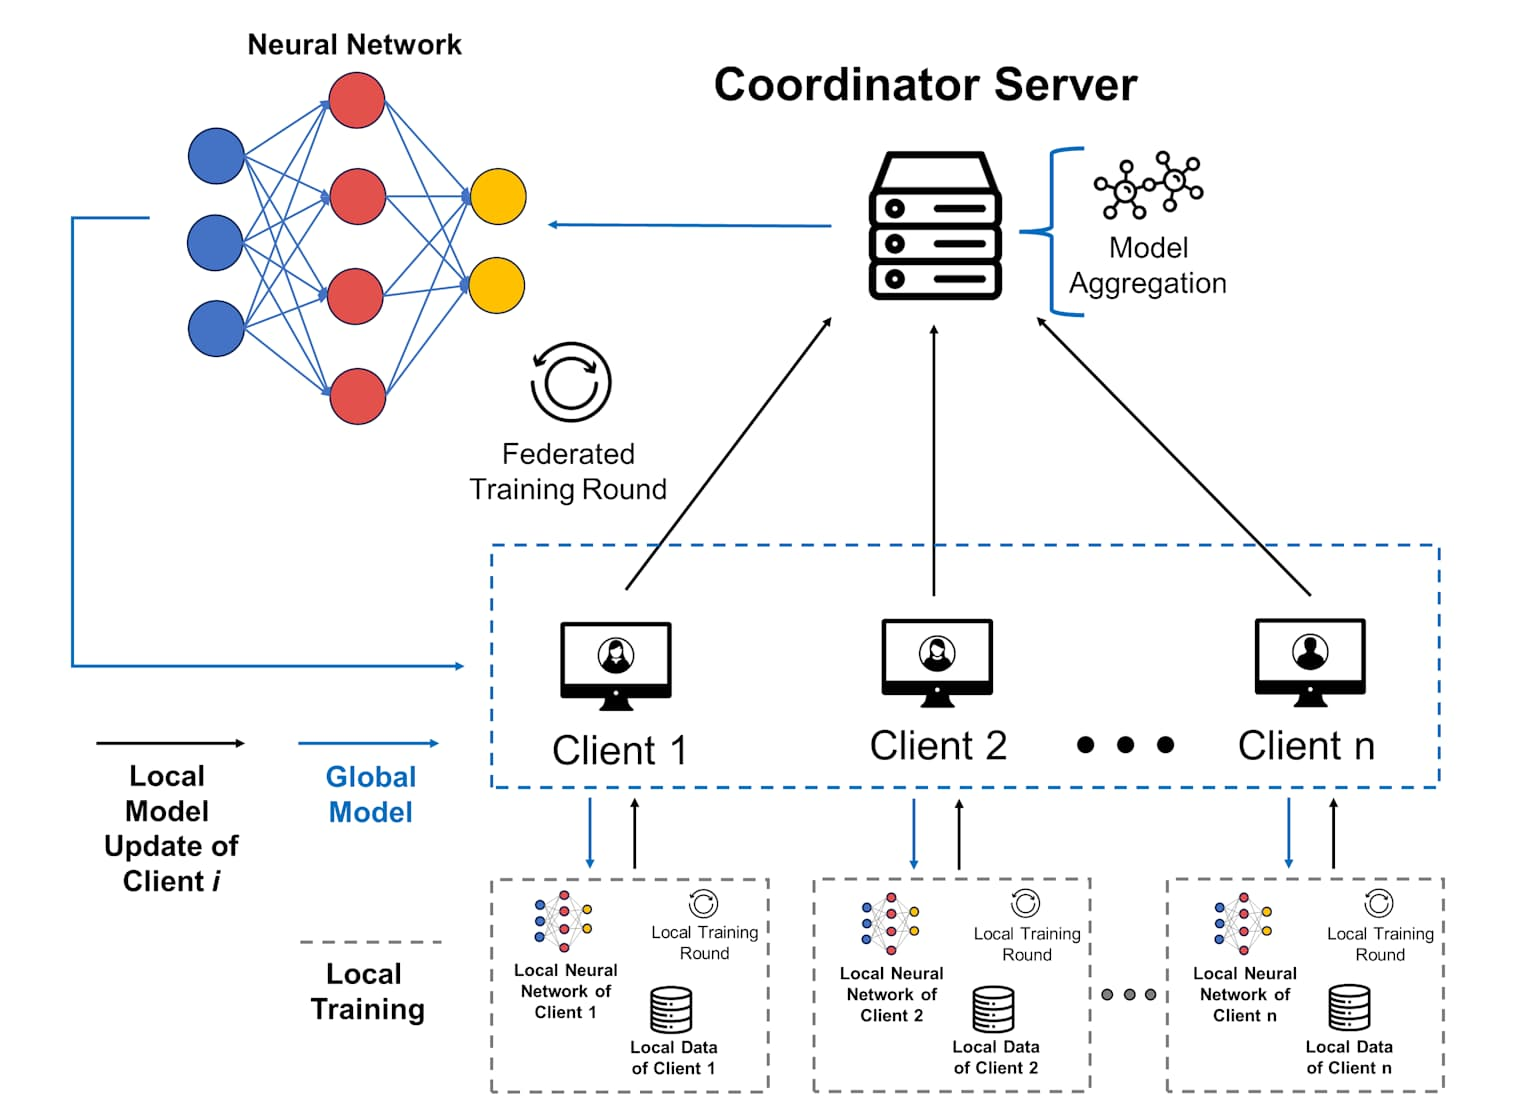 Neural Network
Coordinator Server
Model
Aggregation
Federated
Training Round
Client 1
Client 2
Client n
Local
Model
Update of
Client i
Global
Model
Local
Training
Local Training
Round
Local Neural
Network of
Client 1
Local Data
of Client 1
Local Training
Round
Local Neural
Network of
Client 2
Local Data
of Client 2
Local Training
Round
Local Neural
Network of
Client n
Local Data
of Client n